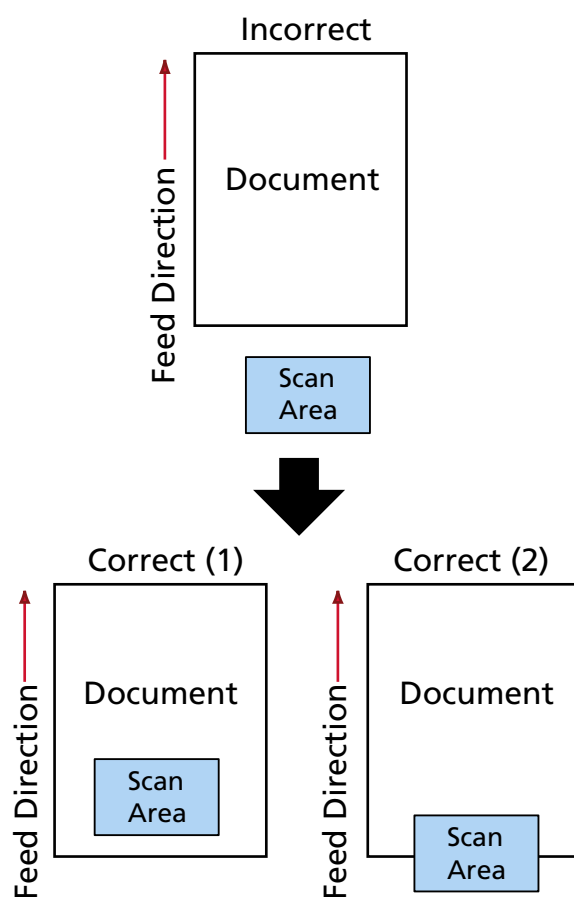 Incorrect
Feed Direction
Document
Scan
Area
Correct (1)
Correct (2)
Feed Direction
Document
Scan
Area
Feed Direction
Document
Scan
Area